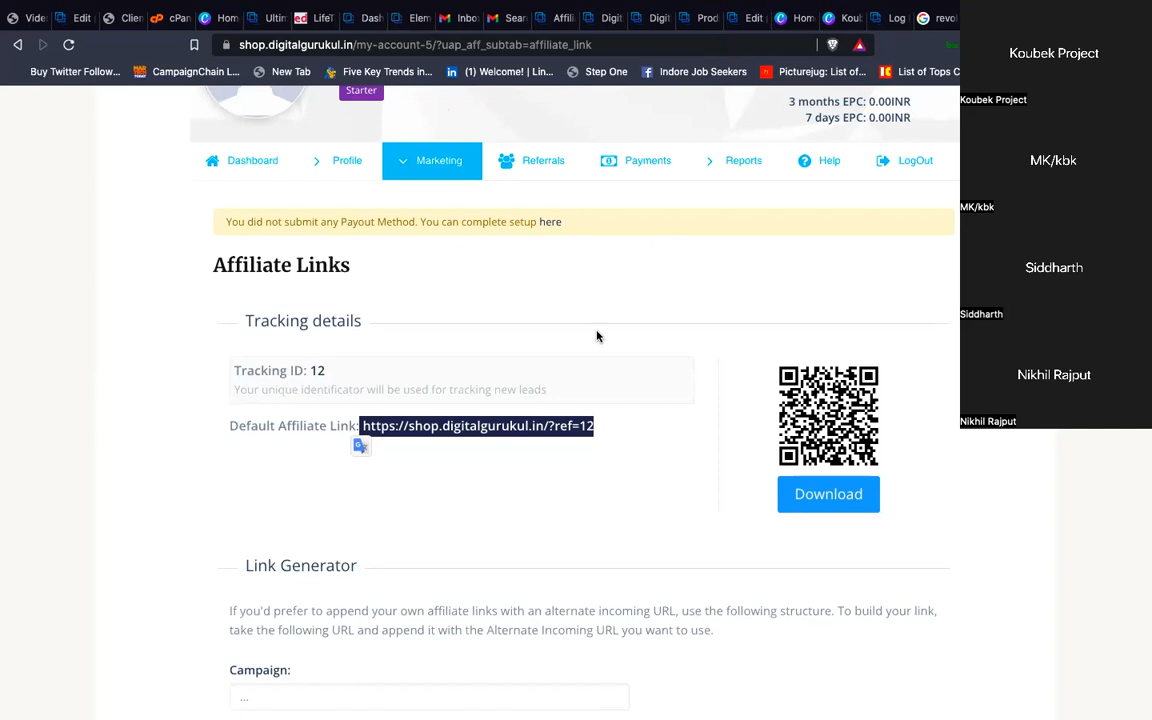 Vide
Edit
Clien
cPan
Hom
Ultim
LifeT
Dash
Elem
Inbo
Sear
Affili
Digit
Digit
Prod
Edit
Hom
Koub
Log
revo
shop.digitalgurukul.in/my-account-5/?uap_aff_subtab=affiliate_link
Buy Twitter Follow...
CampaignChain L...
New Tab
Five Key Trends in...
(1) Welcome! | Lin...
Step One
Indore Job Seekers
Picturejug: List of...
List of Tops C
Koubek Project
Koubek Project
MK/kbk
MK/kbk
Siddharth
Siddharth
Nikhil Rajput
Nikhil Rajput
Starter
3 months EPC: 0.00INR
7 days EPC: 0.00INR
Dashboard
Profile
Marketing
Referrals
Payments
Reports
Help
LogOut
You did not submit any Payout Method. You can complete setup here
Affiliate Links
Tracking details
Tracking ID: 12
Your unique identificator will be used for tracking new leads
Default Affiliate Link: https://shop.digitalgurukul.in/?ref=12
Download
Link Generator
If you'd prefer to append your own affiliate links with an alternate incoming URL, use the following structure. To build your link,
take the following URL and append it with the Alternate Incoming URL you want to use.
Campaign:
...